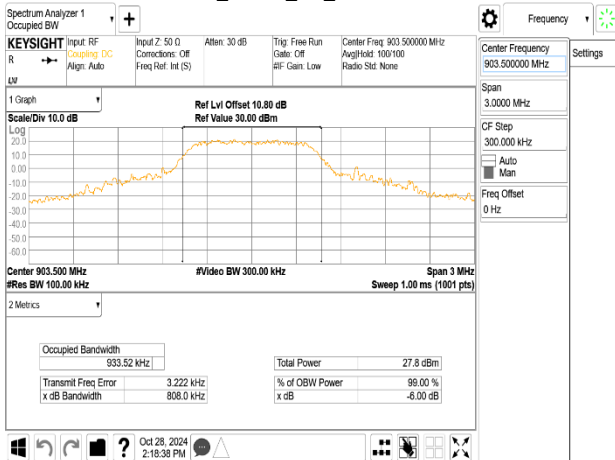 Spectrum Analyzer 1
Occupied BW
KEYSIGHT
R
LXI
Input: RF
Coupling: DC
Align: Auto
Input Z: 50 Ω
Corrections: Off
Freq Ref: Int (S)
Atten: 30 dB
Trig: Free Run
Gate: Off
#IF Gain: Low
Center Freq: 903.500000 MHz
Avg|Hold: 100/100
Radio Std: None
1 Graph
Scale/Div 10.0 dB
Ref Lvl Offset 10.80 dB
Ref Value 30.00 dBm
Log
20.0
10.0
0.00
-10.0
-20.0
-30.0
-40.0
-50.0
-60.0
Center 903.500 MHz
#Video BW 300.00 kHz
Span 3 MHz
#Res BW 100.00 kHz
Sweep 1.00 ms (1001 pts)
2 Metrics
Occupied Bandwidth
933.52 kHz
Total Power 27.8 dBm
Transmit Freq Error 3.222 kHz
% of OBW Power 99.00 %
x dB Bandwidth 808.0 kHz
x dB -6.00 dB
?
Oct 28, 2024
2:18:38 PM
Frequency
Center Frequency
903.500000 MHz
Settings
Span
3.0000 MHz
CF Step
300.000 kHz
Auto
Man
Freq Offset
0 Hz